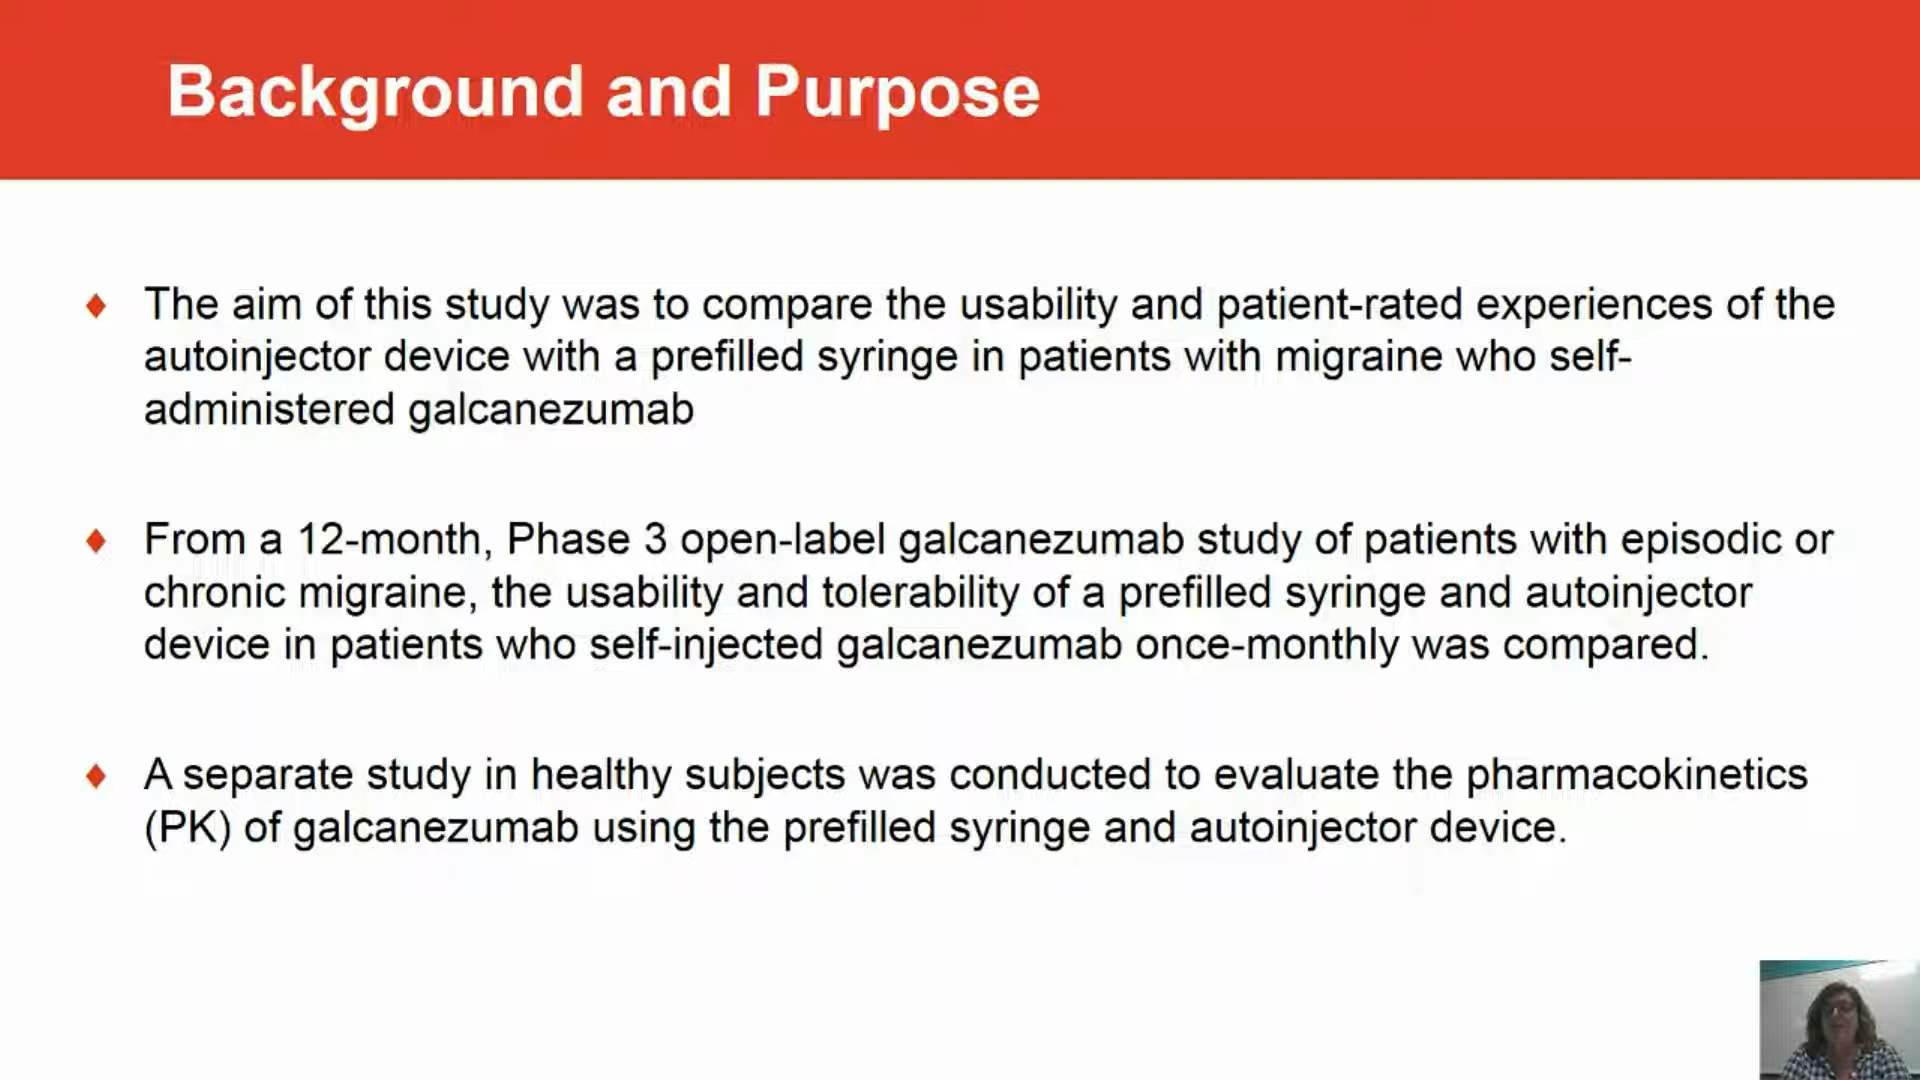 Background and Purpose
The aim of this study was to compare the usability and patient-rated experiences of the
autoinjector device with a prefilled syringe in patients with migraine who self-
administered galcanezumab
From a 12-month, Phase 3 open-label galcanezumab study of patients with episodic or
chronic migraine, the usability and tolerability of a prefilled syringe and autoinjector
device in patients who self-injected galcanezumab once-monthly was compared.
A separate study in healthy subjects was conducted to evaluate the pharmacokinetics
(PK) of galcanezumab using the prefilled syringe and autoinjector device.